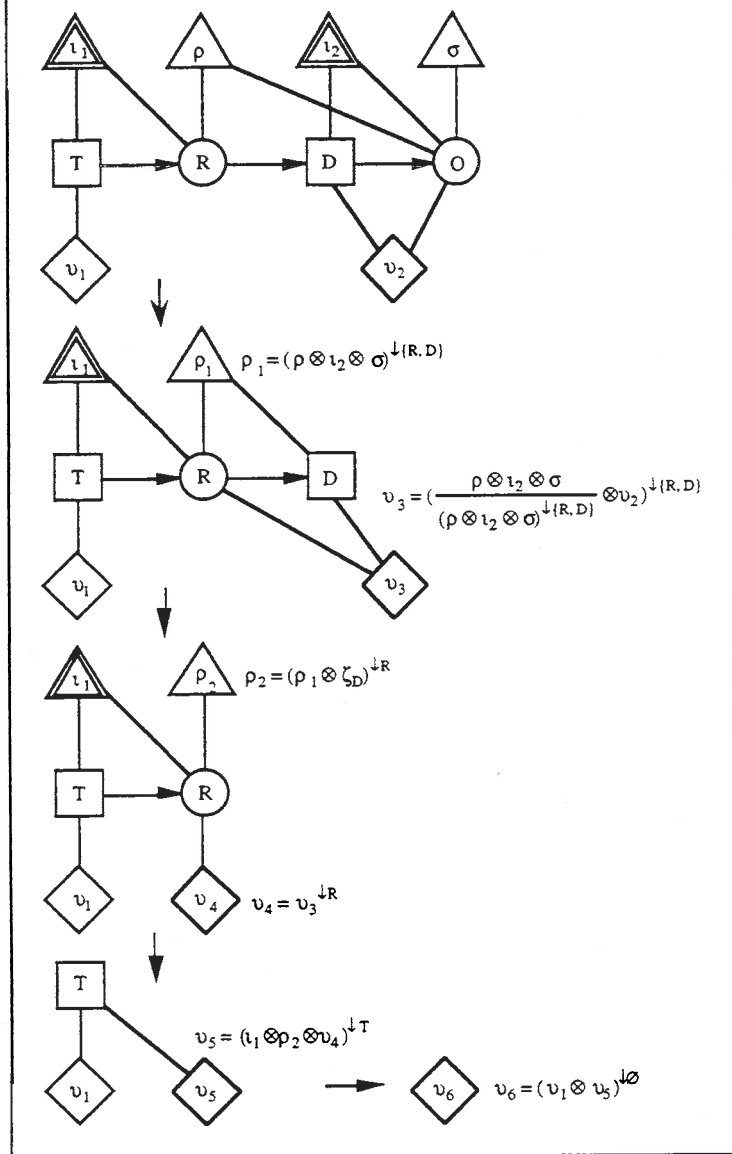 ι₁ ρ ι₂ σ
T R D O
υ₁ υ₂
ι₁ ρ₁ ρ₁ = (ρ ⊗ ι₂ ⊗ σ)^↓{R, D}
T R D
υ₃ = ( (ρ ⊗ ι₂ ⊗ σ) / (ρ ⊗ ι₂ ⊗ σ)^↓{R, D} ⊗ υ₂)^↓{R, D}
υ₁ υ₃
ι₁ ρ₂ ρ₂ = (ρ₁ ⊗ ζ_D)^↓R
T R
υ₁ υ₄ υ₄ = υ₃^↓R
T
υ₅ = (ι₁ ⊗ ρ₂ ⊗ υ₄)^↓T
υ₁ υ₅ υ₆ υ₆ = (υ₁ ⊗ υ₅)^↓∅